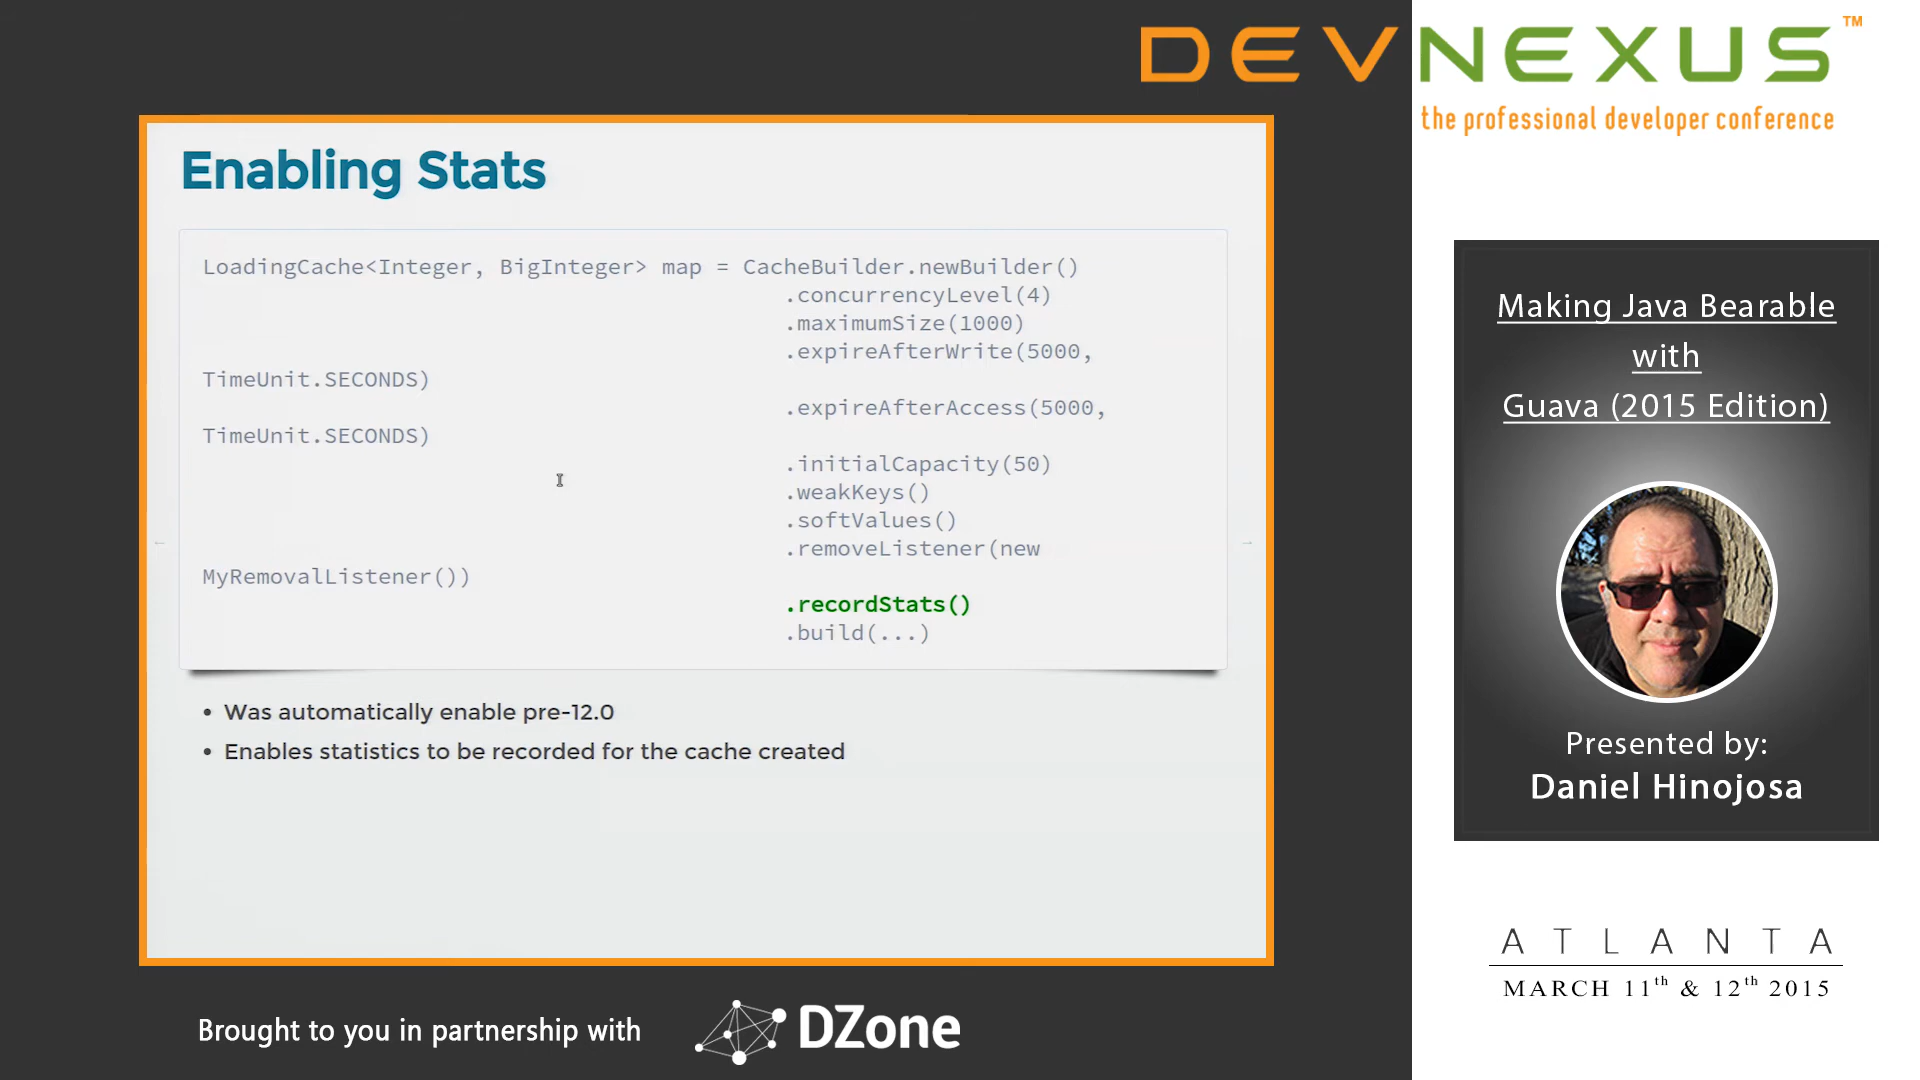 DEVNEXUS™
the professional developer conference
Enabling Stats
LoadingCache<Integer, BigInteger> map = CacheBuilder.newBuilder()
.concurrencyLevel(4)
.maximumSize(1000)
.expireAfterWrite(5000,
TimeUnit.SECONDS)
.expireAfterAccess(5000,
TimeUnit.SECONDS)
.initialCapacity(50)
.weakKeys()
.softValues()
.removeListener(new
MyRemovalListener())
.recordStats()
.build(...)
• Was automatically enable pre-12.0
• Enables statistics to be recorded for the cache created
Making Java Bearable
with
Guava (2015 Edition)
Presented by:
Daniel Hinojosa
ATLANTA
MARCH 11th & 12th 2015
Brought to you in partnership with
DZone